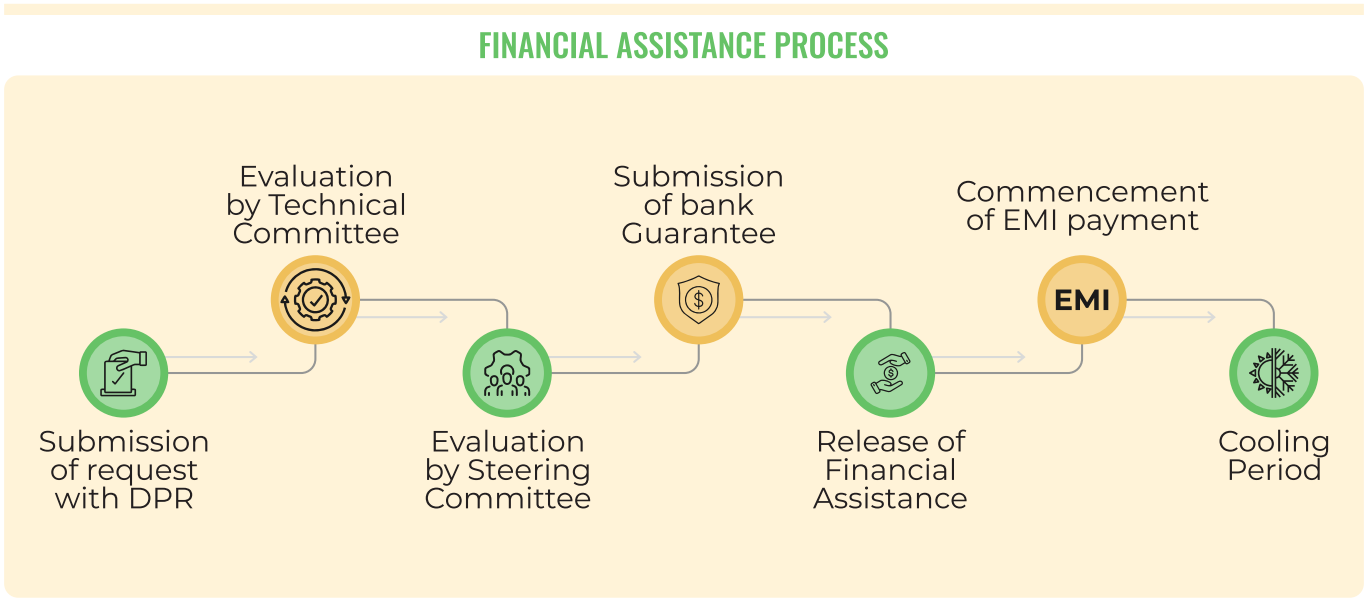 FINANCIAL ASSISTANCE PROCESS
Submission
of request
with DPR
Evaluation
by Technical
Committee
Evaluation
by Steering
Committee
Submission
of bank
Guarantee
$
Release of
Financial
Assistance
$
Commencement
of EMI payment
EMI
Cooling
Period